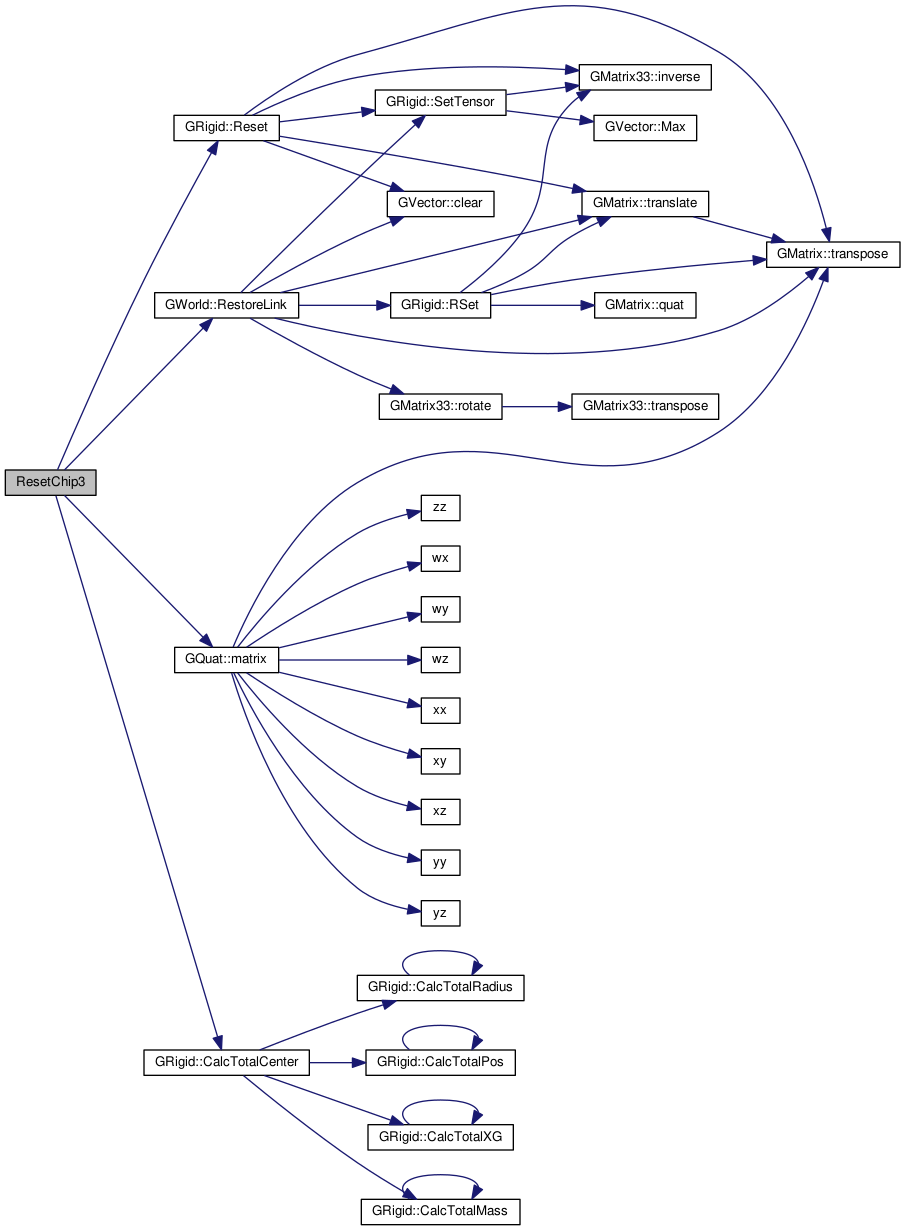 GMatrix33::inverse
GRigid::SetTensor
GRigid::Reset
GVector::Max
GVector::clear
GMatrix::translate
GMatrix::transpose
GWorld::RestoreLink
GRigid::RSet
GMatrix::quat
GMatrix33::rotate
GMatrix33::transpose
ResetChip3
zz
wx
wy
GQuat::matrix
wz
xx
xy
xz
yy
yz
GRigid::CalcTotalRadius
GRigid::CalcTotalCenter
GRigid::CalcTotalPos
GRigid::CalcTotalXG
GRigid::CalcTotalMass